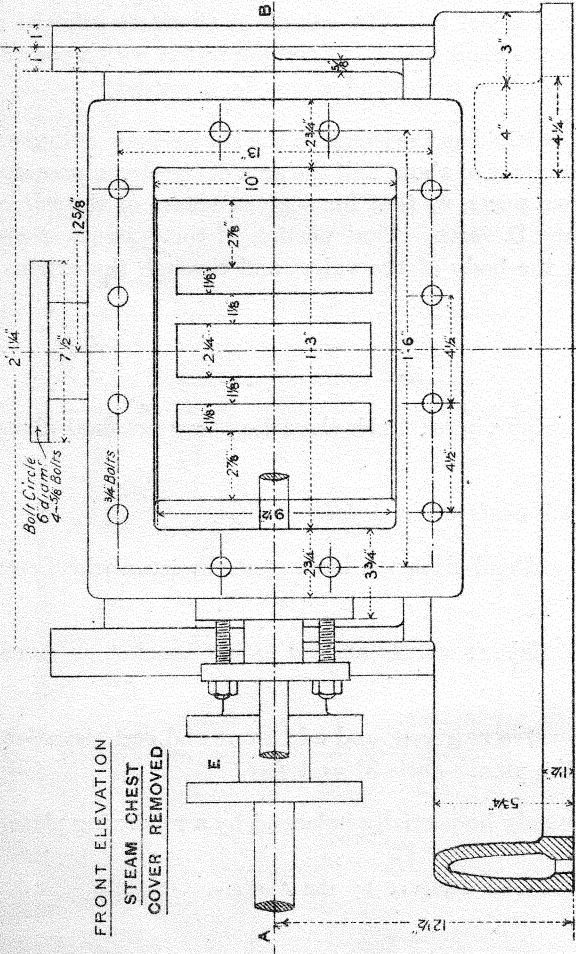 FRONT ELEVATION
STEAM CHEST
COVER REMOVED
2'-1¼"
1" 1"
12⅝
7½"
Bolt Circle
6" diamr
4-⅝ Bolts
¾ Bolts
B
⅝
13"
10"
2¾"
2⅞
1⅛
1⅛
2¼"
1⅛
1⅛
2⅞
1'-3"
1'-6"
9½
2¾"
3¾"
4½
4½
3"
4"
4¼"
E
A
12½"
5¾"
1½"